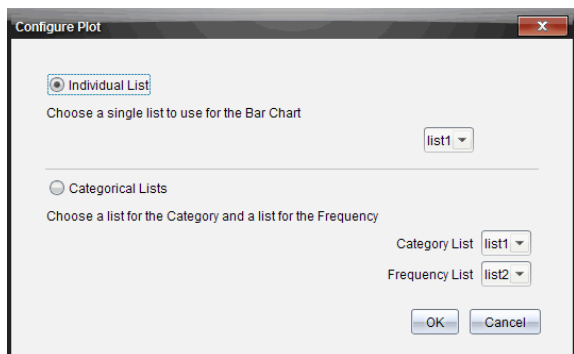 Configure Plot
Individual List
Choose a single list to use for the Bar Chart
list1
Categorical Lists
Choose a list for the Category and a list for the Frequency
Category List list1
Frequency List list2
OK Cancel